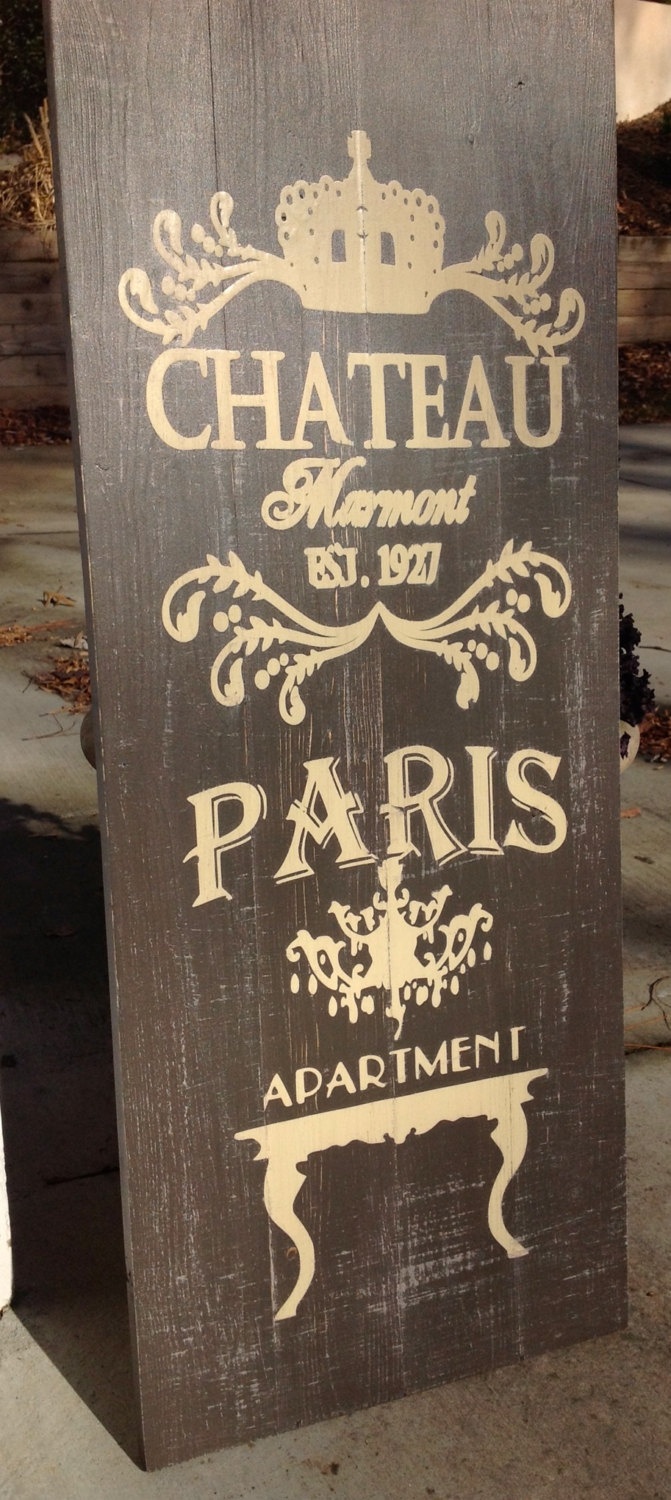 CHATEAU
Marmont
EST. 1927
PARIS
APARTMENT